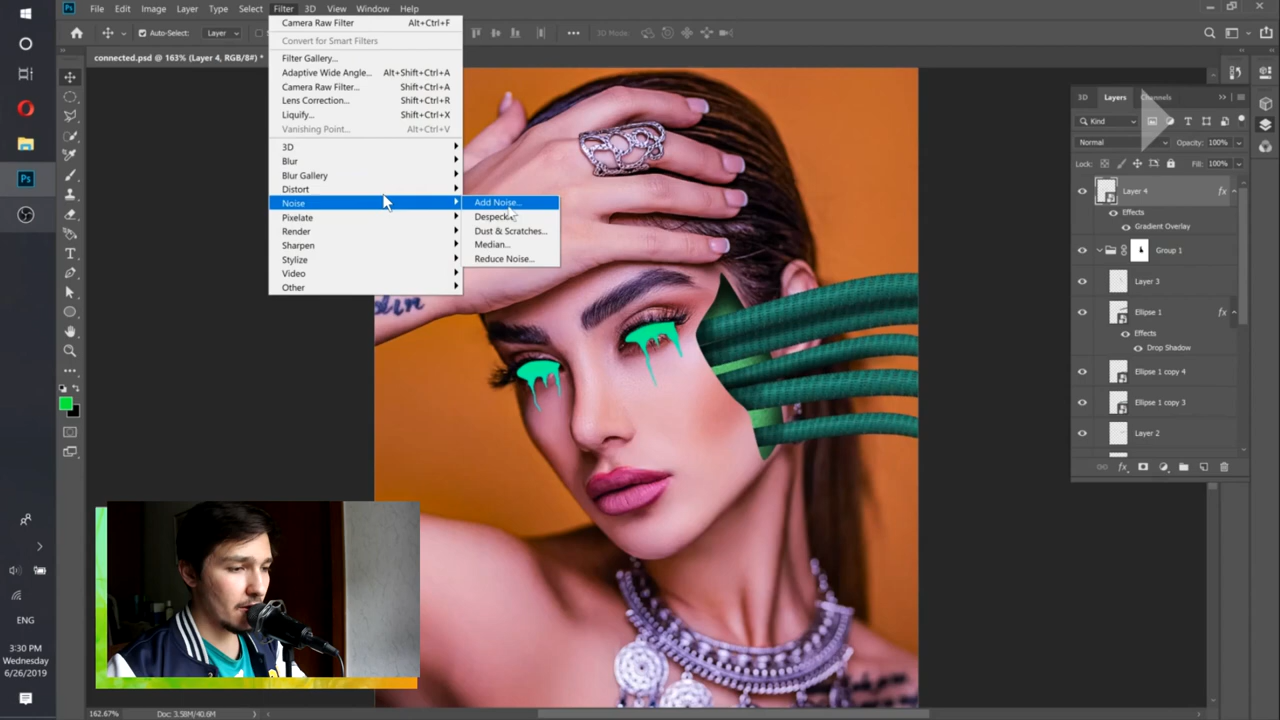 Ps File Edit Image Layer Type Select Filter 3D View Window Help
Auto-Select: Layer 3D Mode:
connected.psd @ 163% (Layer 4, RGB/8#) *
Camera Raw Filter Alt+Ctrl+F
Convert for Smart Filters
Filter Gallery...
Adaptive Wide Angle... Alt+Shift+Ctrl+A
Camera Raw Filter... Shift+Ctrl+A
Lens Correction... Shift+Ctrl+R
Liquify... Shift+Ctrl+X
Vanishing Point... Alt+Ctrl+V
3D
Blur
Blur Gallery
Distort
Noise
Pixelate
Render
Sharpen
Stylize
Video
Other
Add Noise...
Despeckle
Dust & Scratches...
Median...
Reduce Noise...
3D Layers Channels
Kind
Normal Opacity: 100%
Lock: Fill: 100%
Layer 4 fx
Effects
Gradient Overlay
Group 1
Layer 3
Ellipse 1 fx
Effects
Drop Shadow
Ellipse 1 copy 4
Ellipse 1 copy 3
Layer 2
fx
Ps
ENG
3:30 PM
Wednesday
6/26/2019
162.67% Doc: 3.58M/40.6M